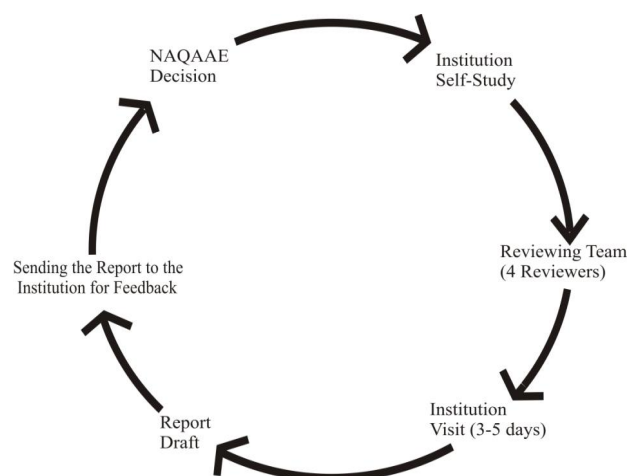 NAQAAE
Decision
Institution
Self-Study
Reviewing Team
(4 Reviewers)
Institution
Visit (3-5 days)
Report
Draft
Sending the Report to the
Institution for Feedback